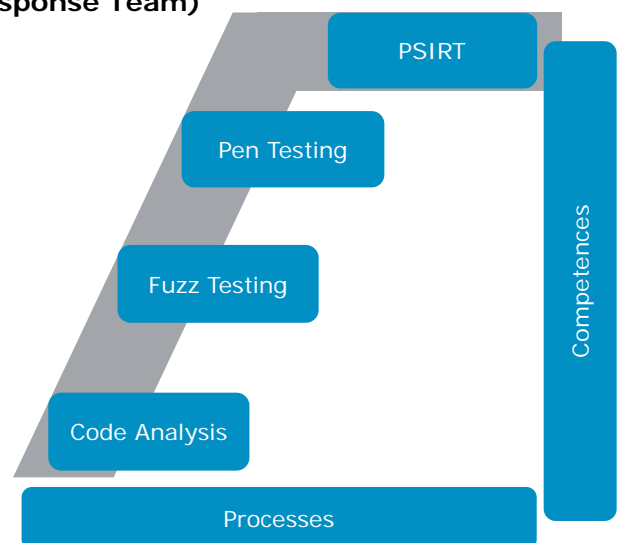 sponse Team)
PSIRT
Pen Testing
Competences
Fuzz Testing
Code Analysis
Processes